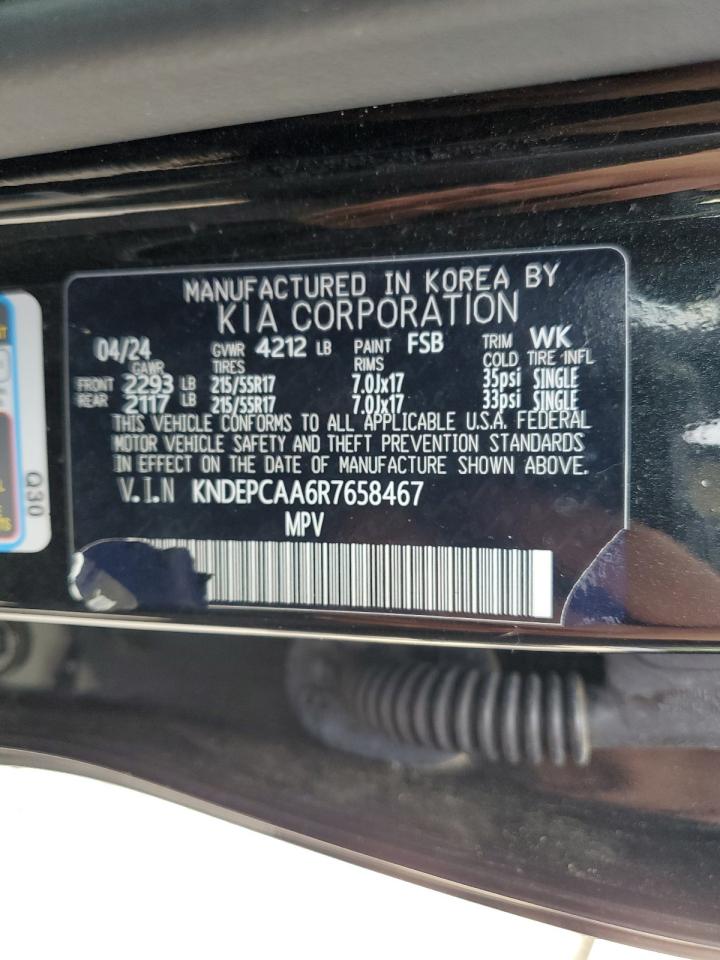 MANUFACTURED IN KOREA BY
KIA CORPORATION
04/24 GVWR 4212 LB PAINT FSB TRIM WK
GAWR TIRES RIMS COLD TIRE INFL
FRONT 2293 LB 215/55R17 7.0Jx17 35psi SINGLE
REAR 2117 LB 215/55R17 7.0Jx17 33psi SINGLE
THIS VEHICLE CONFORMS TO ALL APPLICABLE U.S.A. FEDERAL
MOTOR VEHICLE SAFETY AND THEFT PREVENTION STANDARDS
IN EFFECT ON THE DATE OF MANUFACTURE SHOWN ABOVE.
V.I.N KNDEPCAA6R7658467
MPV
Q30